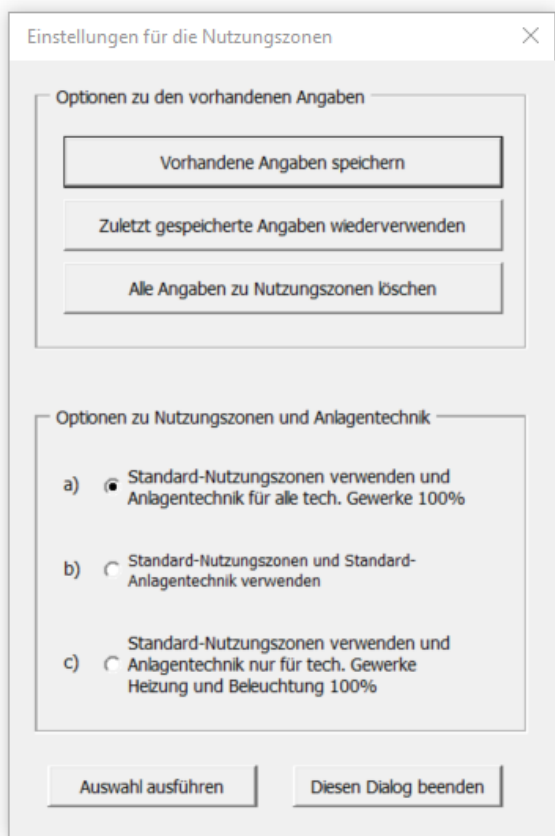 Einstellungen für die Nutzungszonen
Optionen zu den vorhandenen Angaben
Vorhandene Angaben speichern
Zuletzt gespeicherte Angaben wiederverwenden
Alle Angaben zu Nutzungszonen löschen
Optionen zu Nutzungszonen und Anlagentechnik
a) Standard-Nutzungszonen verwenden und
Anlagentechnik für alle tech. Gewerke 100%
b) Standard-Nutzungszonen und Standard-
Anlagentechnik verwenden
Standard-Nutzungszonen verwenden und
c) Anlagentechnik nur für tech. Gewerke
Heizung und Beleuchtung 100%
Auswahl ausführen Diesen Dialog beenden